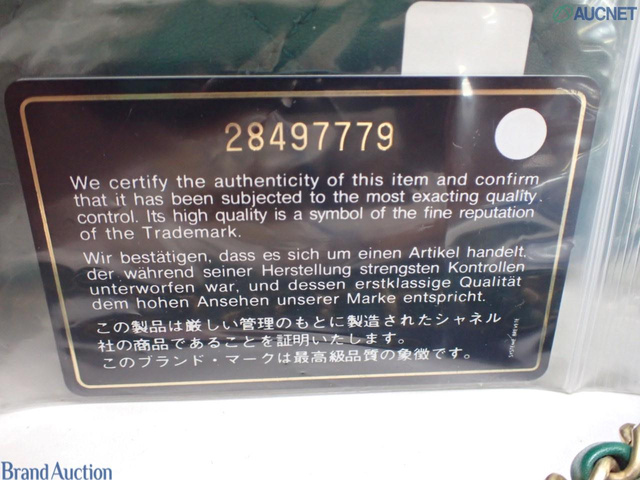 AUCNET
28497779
We certify the authenticity of this item and confirm
that it has been subjected to the most exacting quality
control. Its high quality is a symbol of the fine reputation
of the Trademark.
Wir bestätigen, dass es sich um einen Artikel handelt,
der während seiner Herstellung strengsten Kontrollen
unterworfen war, und dessen erstklassige Qualität
dem hohen Ansehen unserer Marke entspricht.
この製品は厳しい管理のもとに製造されたシャネル
社の商品であることを証明いたします。
このブランド・マークは最高級品質の象徴です。
Brand Auction